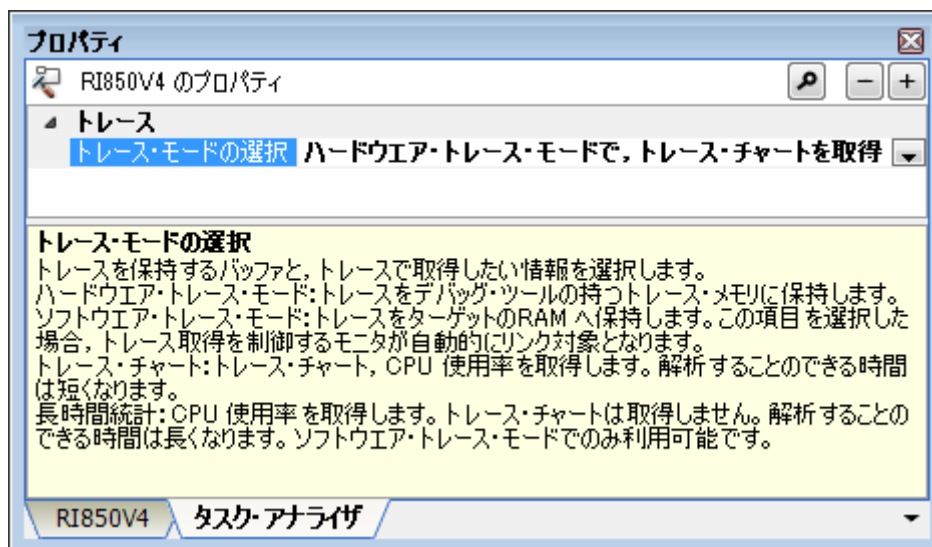 プロパティ
RI850V4 のプロパティ
トレース
トレース・モードの選択 ハードウエア・トレース・モードで，トレース・チャートを取得
トレース・モードの選択
トレースを保持するバッファと，トレースで取得したい情報を選択します。
ハードウエア・トレース・モード：トレースをデバッグ・ツールの持つトレース・メモリに保持します。
ソフトウエア・トレース・モード：トレースをターゲットのRAM へ保持します。この項目を選択した
場合，トレース取得を制御するモニタが自動的にリンク対象となります。
トレース・チャート：トレース・チャート，CPU 使用率を取得します。解析することのできる時間
は短くなります。
長時間統計：CPU 使用率を取得します。トレース・チャートは取得しません。解析することの
できる時間は長くなります。ソフトウエア・トレース・モードでのみ利用可能です。
RI850V4 タスク・アナライザ